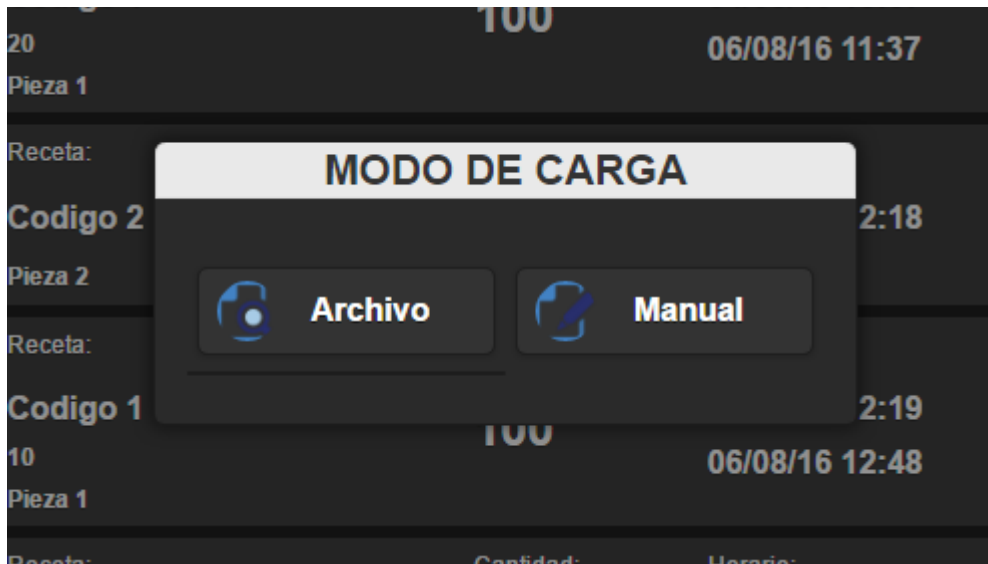 100
20
06/08/16 11:37
Pieza 1
Receta:
MODO DE CARGA
Codigo 2
2:18
Pieza 2
Archivo
Manual
Receta:
Codigo 1
2:19
100
10
06/08/16 12:48
Pieza 1
Receta:
Cantidad:
Horario: